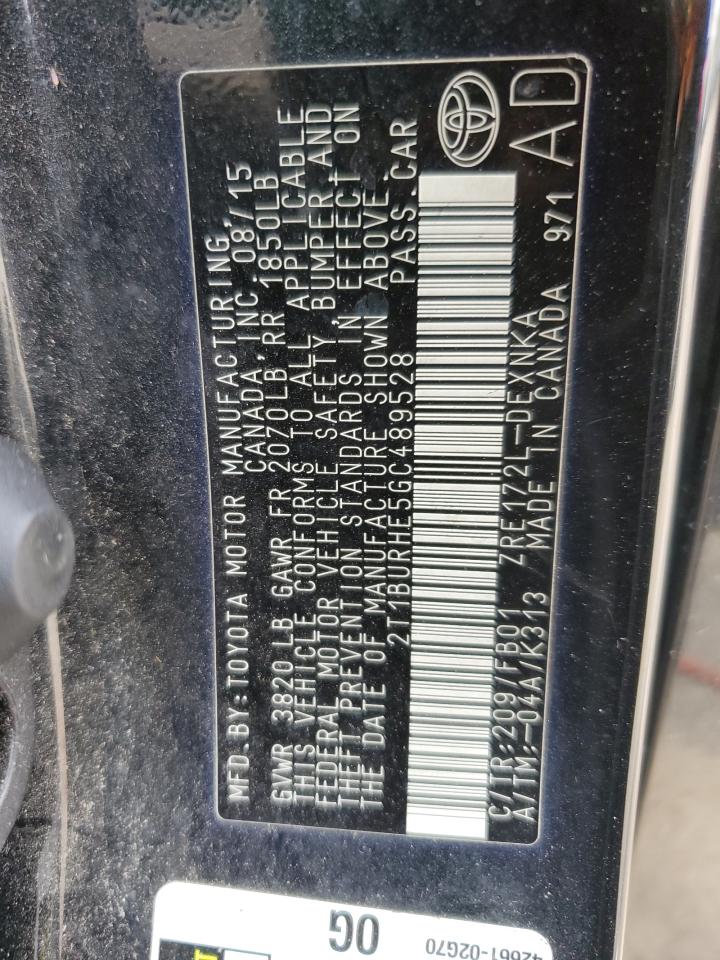 MFD.BY:TOYOTA MOTOR MANUFACTURING,
CANADA, INC 08/15
GVWR 3820 LB GAWR FR 2070LB RR 1850LB
THIS VEHICLE CONFORMS TO ALL APPLICABLE
FEDERAL MOTOR VEHICLE SAFETY, BUMPER, AND
THEFT PREVENTION STANDARDS IN EFFECT ON
THE DATE OF MANUFACTURE SHOWN ABOVE.
2T1BURHE5GC489528 PASS.CAR
C/TR:209/FB01 ZRE172L-DEXNKA
A/TM:-04A/K313 MADE IN CANADA 971 AD
0G
42661-02G70